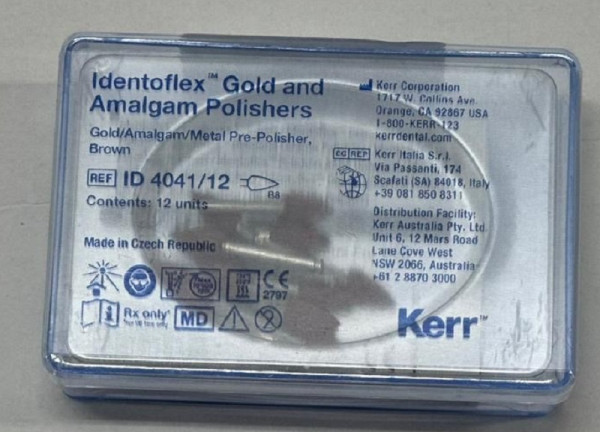 Identoflex™ Gold and
Amalgam Polishers
Gold/Amalgam/Metal Pre-Polisher,
Brown
REF ID 4041/12
Contents: 12 units
Made in Czech Republic
CE
2797
Rx only
MD
Kerr Corporation
1717 W. Collins Ave.
Orange, CA 92867 USA
1-800-KERR-123
kerrdental.com
EC REP Kerr Italia S.r.l.
Via Passanti, 174
Scafati (SA) 84018, Italy
+39 081 850 8311
Distribution Facility:
Kerr Australia Pty. Ltd.
Unit 6, 12 Mars Road
Lane Cove West
NSW 2066, Australia
+61 2 8870 3000
Kerr™